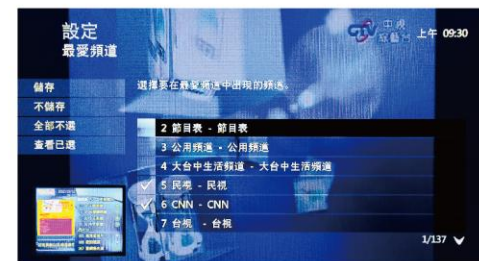 設定
最愛頻道
CTV 中視
綜藝台
上午 09:30
選擇要在最愛頻道中出現的頻道。
儲存
不儲存
全部不選
查看已選
2 節目表 - 節目表
3 公用頻道 - 公用頻道
4 大台中生活頻道 - 大台中生活頻道
5 民視 - 民視
6 CNN - CNN
7 台視 - 台視
1/137